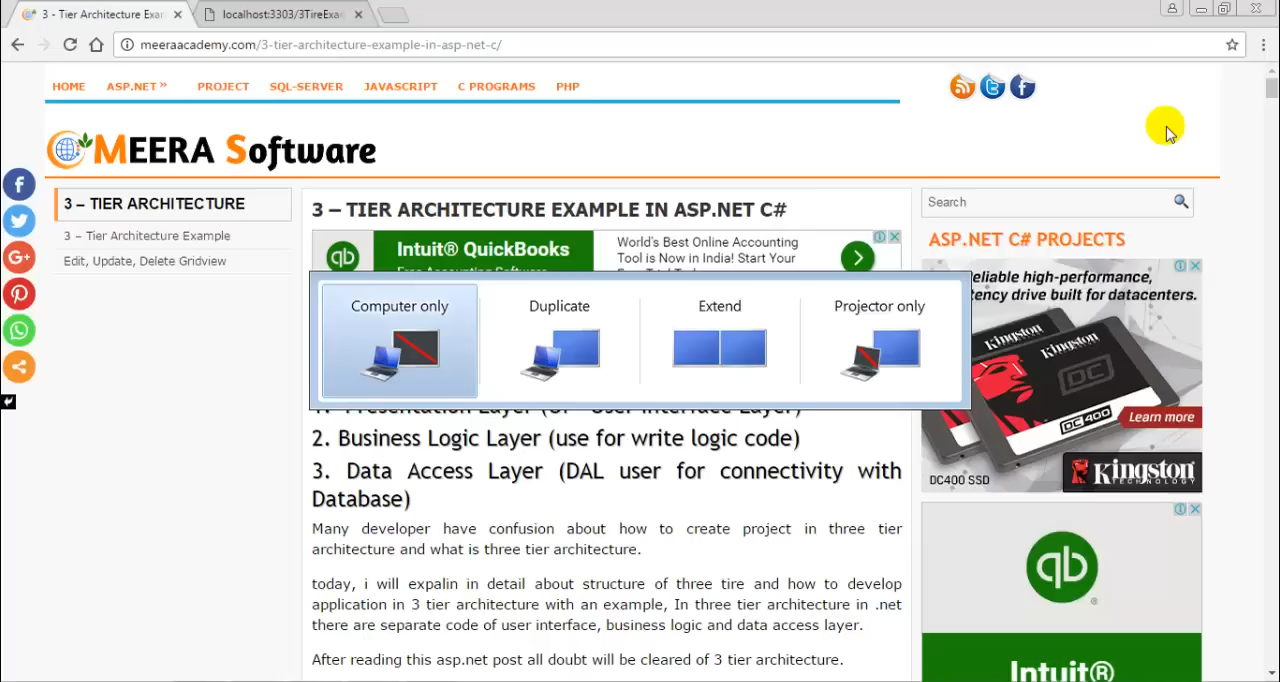 3 - Tier Architecture Exam
localhost:3303/3TireExa
meeraacademy.com/3-tier-architecture-example-in-asp-net-c/
HOME ASP.NET » PROJECT SQL-SERVER JAVASCRIPT C PROGRAMS PHP
MEERA Software
3 – TIER ARCHITECTURE
3 – Tier Architecture Example
Edit, Update, Delete Gridview
3 – TIER ARCHITECTURE EXAMPLE IN ASP.NET C#
qb
Intuit® QuickBooks
World's Best Online Accounting
Tool is Now in India! Start Your
Search
ASP.NET C# PROJECTS
Computer only
Duplicate
Extend
Projector only
2. Business Logic Layer (use for write logic code)
3. Data Access Layer (DAL user for connectivity with
Database)
Many developer have confusion about how to create project in three tier
architecture and what is three tier architecture.
today, i will expalin in detail about structure of three tire and how to develop
application in 3 tier architecture with an example, In three tier architecture in .net
there are separate code of user interface, business logic and data access layer.
After reading this asp.net post all doubt will be cleared of 3 tier architecture.
eliable high-performance,
tency drive built for datacenters.
Kingston
Kingston
DC
DC400
Learn more
DC400 SSD
Kingston
TECHNOLOGY
qb
Intuit®